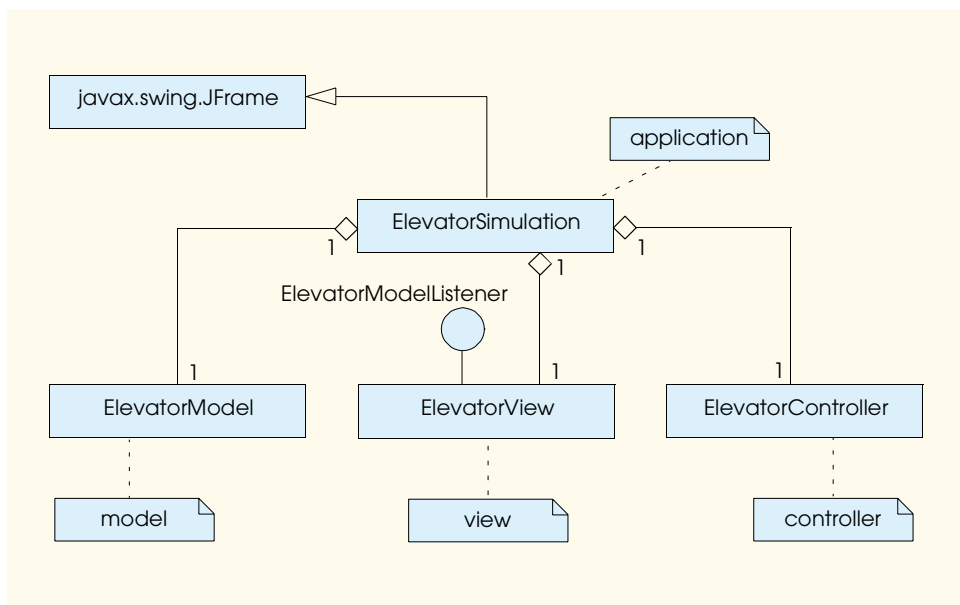 javax.swing.JFrame
application
ElevatorSimulation
1
1
1
ElevatorModelListener
1
1
1
ElevatorModel
ElevatorView
ElevatorController
model
view
controller